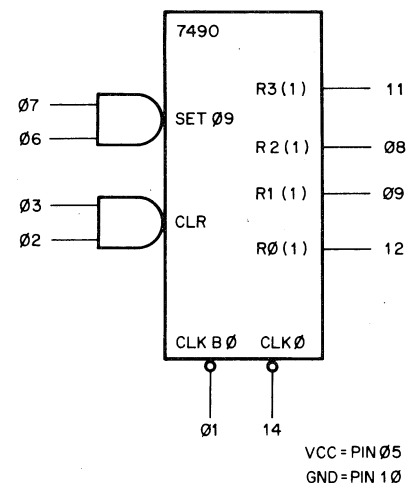 7490
R3(1) 11
Ø7
SET Ø9
Ø6
R2(1) Ø8
R1(1) Ø9
Ø3
CLR
Ø2
RØ(1) 12
CLK BØ CLKØ
Ø1 14
VCC=PIN Ø5
GND=PIN 1Ø